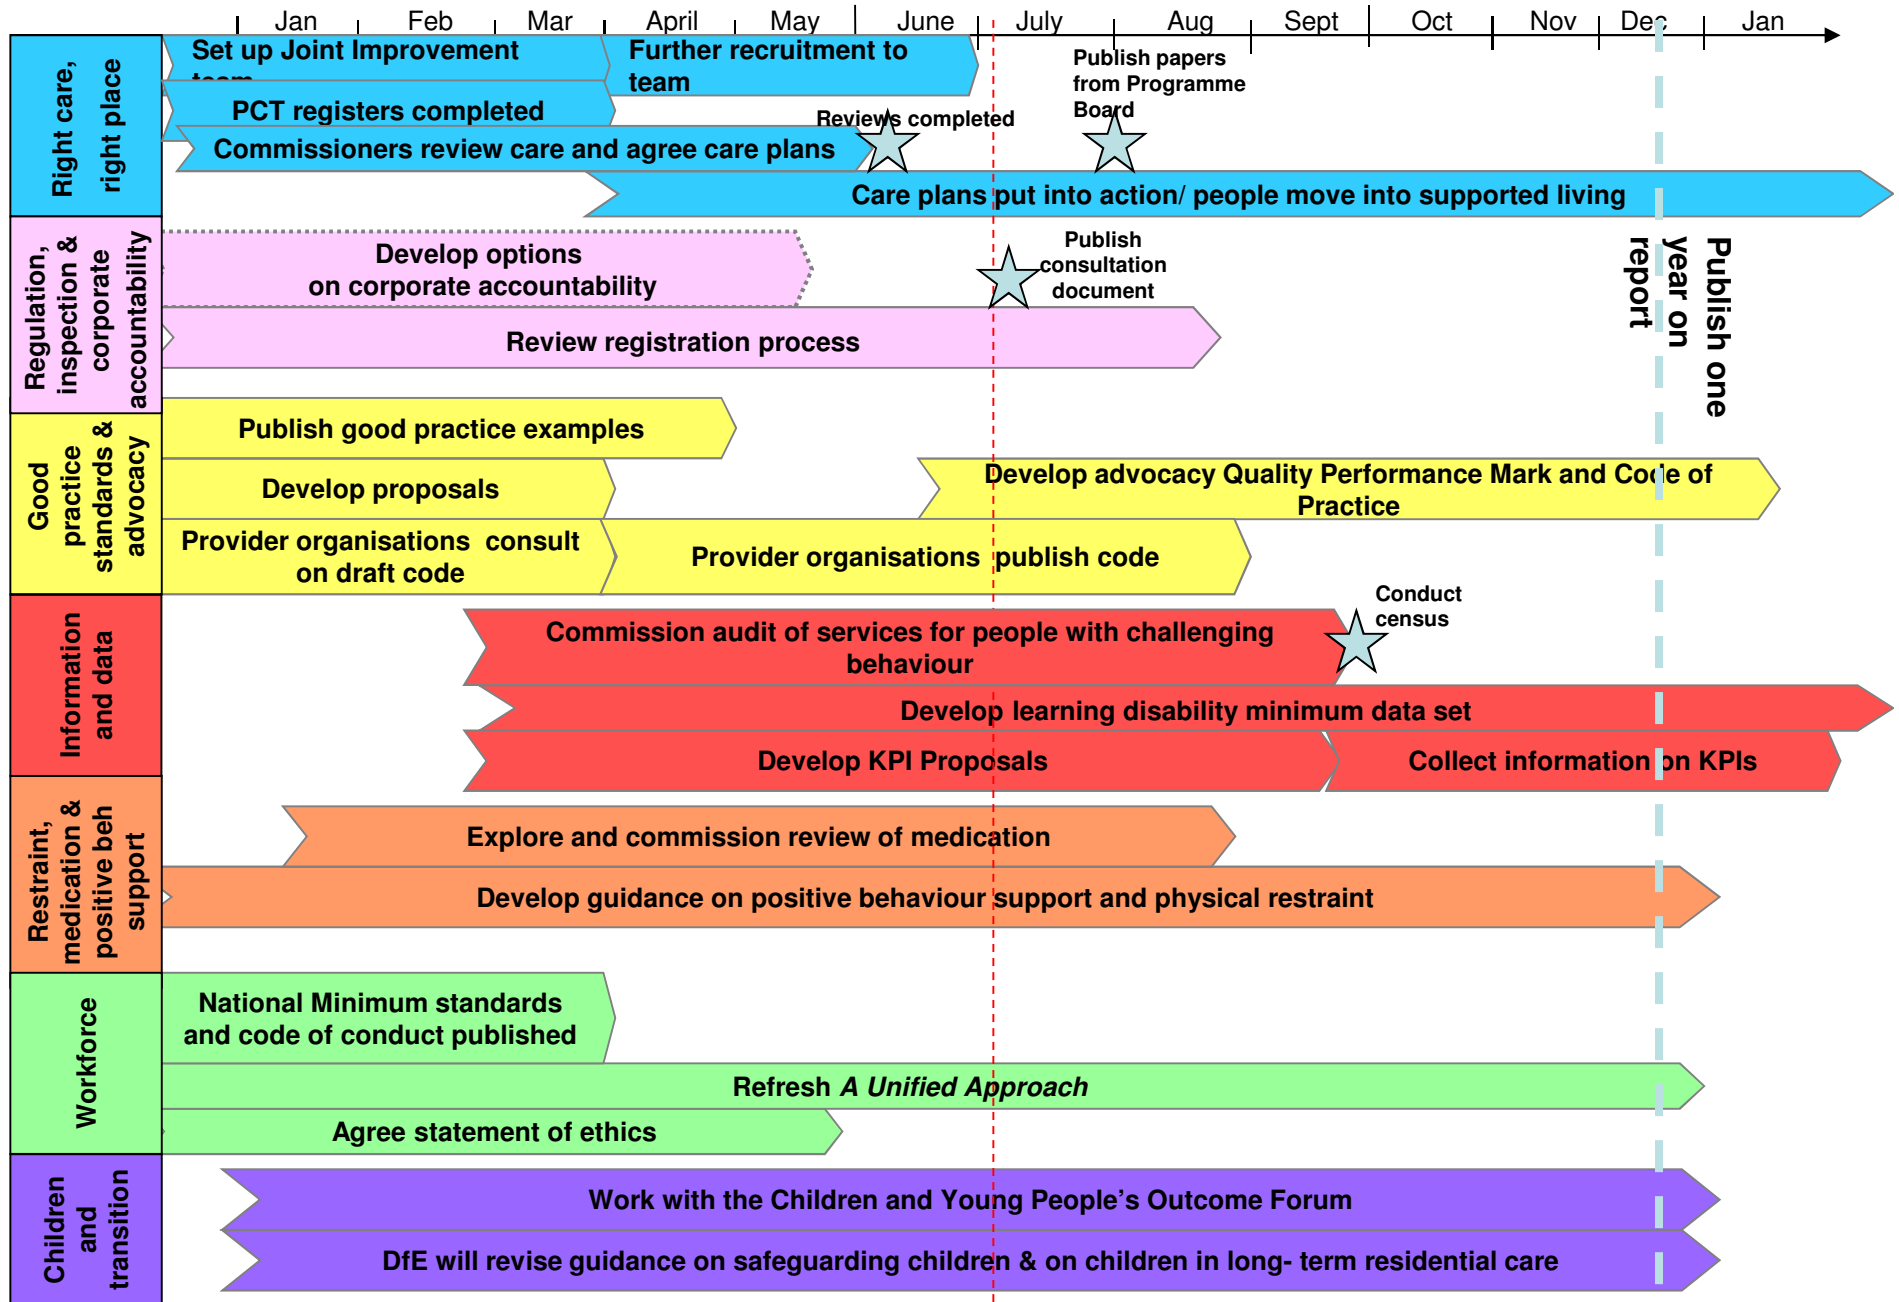 Jan Feb Mar April May June July Aug Sept Oct Nov Dec Jan
Right care,
right place
Set up Joint Improvement
team
Further recruitment to
team
Publish papers
from Programme
Board
PCT registers completed
Reviews completed
Commissioners review care and agree care plans
Care plans put into action/ people move into supported living
Regulation,
inspection &
corporate
accountability
Develop options
on corporate accountability
Publish
consultation
document
Review registration process
Publish one
year on
report
Good
practice
standards &
advocacy
Publish good practice examples
Develop proposals
Develop advocacy Quality Performance Mark and Code of
Practice
Provider organisations consult
on draft code
Provider organisations publish code
Information
and data
Commission audit of services for people with challenging
behaviour
Conduct
census
Develop learning disability minimum data set
Develop KPI Proposals
Collect information on KPIs
Restraint,
medication &
positive beh
support
Explore and commission review of medication
Develop guidance on positive behaviour support and physical restraint
Workforce
National Minimum standards
and code of conduct published
Refresh A Unified Approach
Agree statement of ethics
Children
and
transition
Work with the Children and Young People’s Outcome Forum
DfE will revise guidance on safeguarding children & on children in long- term residential care